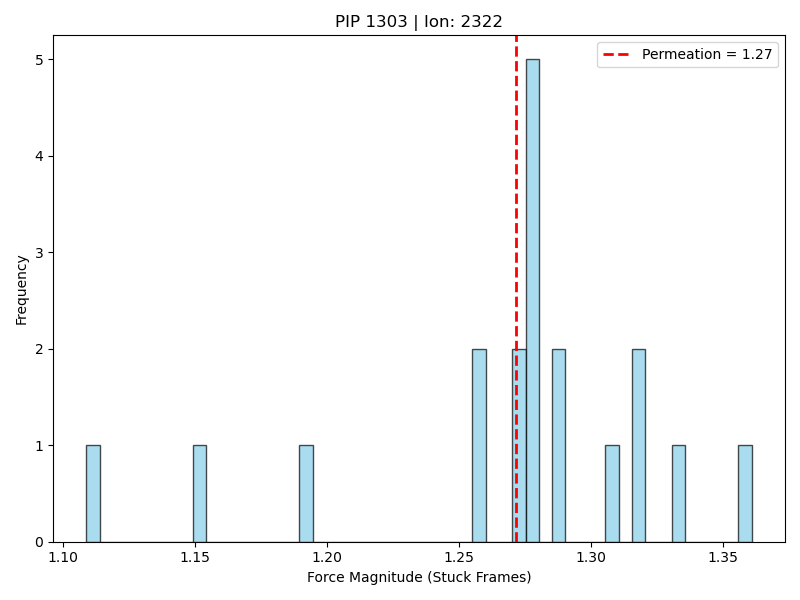 PIP 1303 | Ion: 2322
Permeation = 1.27
Frequency
5
4
3
2
1
0
1.10 1.15 1.20 1.25 1.30 1.35
Force Magnitude (Stuck Frames)